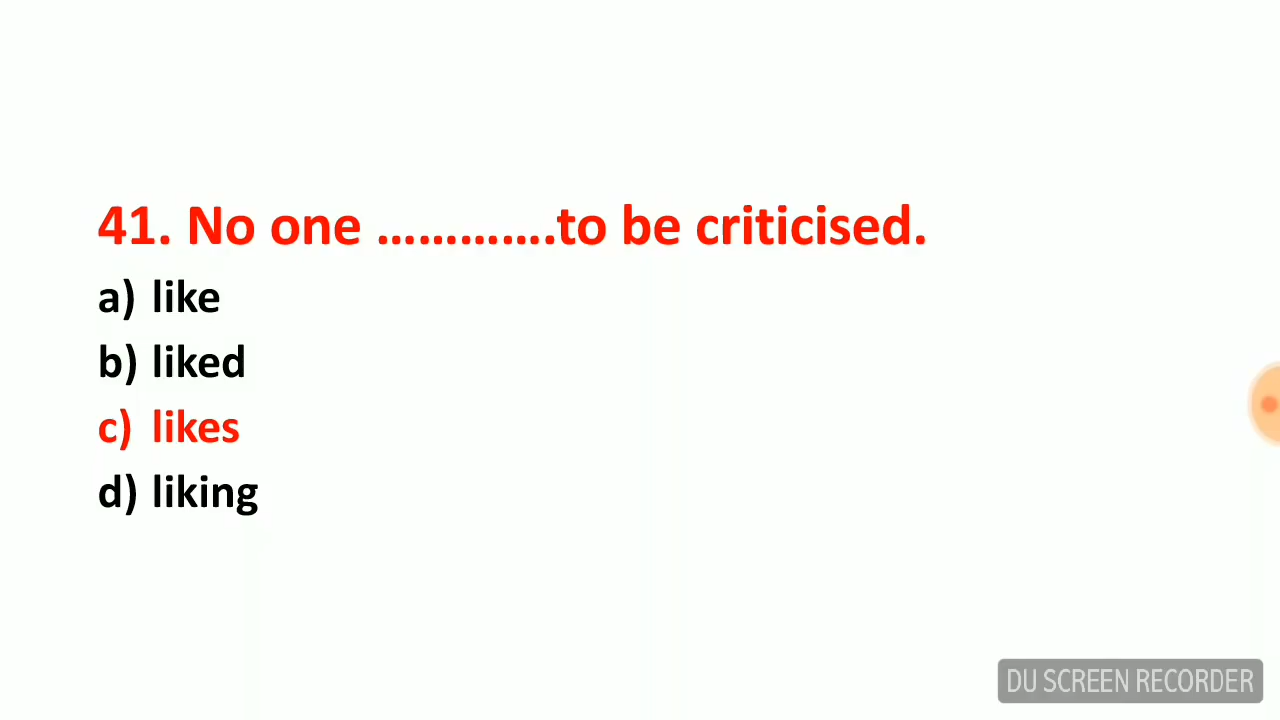 41. No one ………….to be criticised.
a) like
b) liked
c) likes
d) liking
DU SCREEN RECORDER